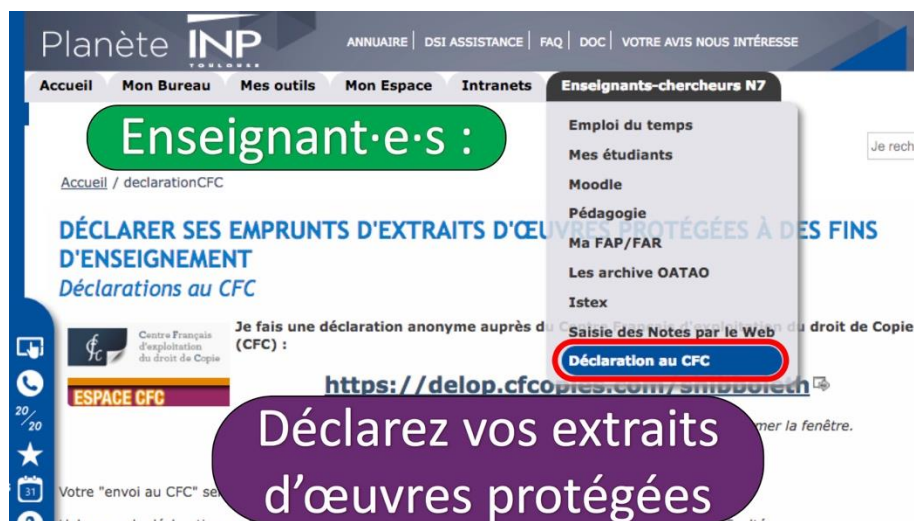 Planète INP
TOULOUSE
ANNUAIRE | DSI ASSISTANCE | FAQ | DOC | VOTRE AVIS NOUS INTÉRESSE
Accueil Mon Bureau Mes outils Mon Espace Intranets Enseignants-chercheurs N7
Enseignant·e·s :
Emploi du temps
Mes étudiants
Moodle
Pédagogie
Ma FAP/FAR
Les archive OATAO
Istex
Saisie des Notes par le Web
Déclaration au CFC
Je rech
Accueil / declarationCFC
DÉCLARER SES EMPRUNTS D'EXTRAITS D'ŒUVRES PROTÉGÉES À DES FINS
D'ENSEIGNEMENT
Déclarations au CFC
Centre Français
d'exploitation
du droit de Copie
ESPACE CFC
Je fais une déclaration anonyme auprès du Centre Français d'exploitation du droit de Copie
(CFC) :
https://delop.cfcopies.com/shibboleth
mer la fenêtre.
20/20
31
Déclarez vos extraits
d'œuvres protégées
Votre "envoi au CFC" se